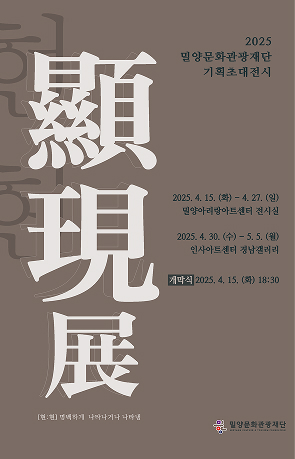 2025
밀양문화관광재단
기획초대전시
현
현
顯
現
展
2025. 4. 15. (화) – 4. 27. (일)
밀양아리랑아트센터 전시실
2025. 4. 30. (수) – 5. 5. (월)
인사아트센터 경남갤러리
개막식 2025. 4. 15. (화) 18:30
[현:현] 명백하게 나타나거나 나타냄
밀양문화관광재단